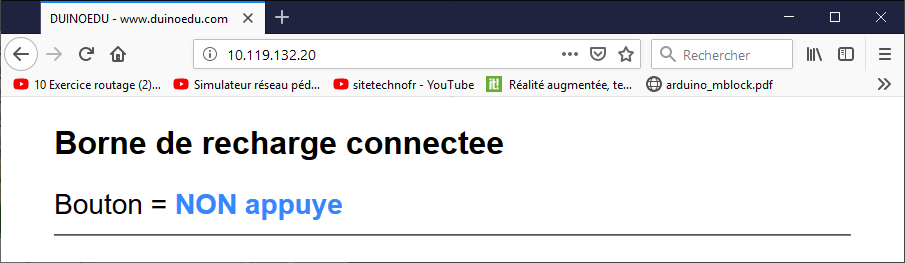 DUINOEDU - www.duinoedu.com
10.119.132.20
Rechercher
10 Exercice routage (2)... Simulateur réseau péd... sitetechnofr - YouTube it! Réalité augmentée, te... arduino_mblock.pdf
Borne de recharge connectee
Bouton = NON appuye